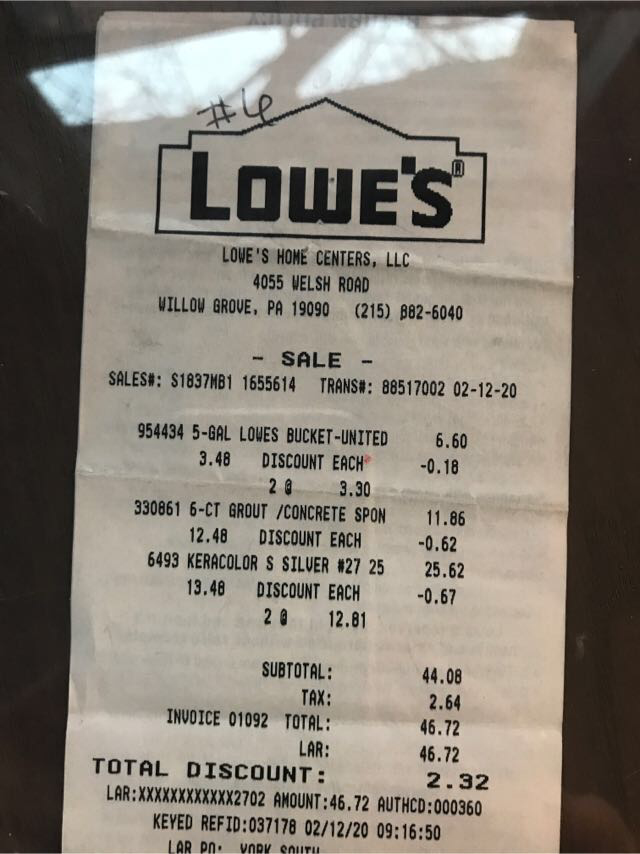 #6
LOWE'S®
LOWE'S HOME CENTERS, LLC
4055 WELSH ROAD
WILLOW GROVE, PA 19090 (215) 882-6040
- SALE -
SALES#: S1837MB1 1655614 TRANS#: 88517002 02-12-20
954434 5-GAL LOWES BUCKET-UNITED 6.60
3.48 DISCOUNT EACH -0.18
2 @ 3.30
330861 6-CT GROUT /CONCRETE SPON 11.86
12.48 DISCOUNT EACH -0.62
6493 KERACOLOR S SILVER #27 25 25.62
13.48 DISCOUNT EACH -0.67
2 @ 12.81
SUBTOTAL: 44.08
TAX: 2.64
INVOICE 01092 TOTAL: 46.72
LAR: 46.72
TOTAL DISCOUNT: 2.32
LAR:XXXXXXXXXXXX2702 AMOUNT:46.72 AUTHCD:000360
KEYED REFID:037178 02/12/20 09:16:50
LAR PO: YORK SOUTH